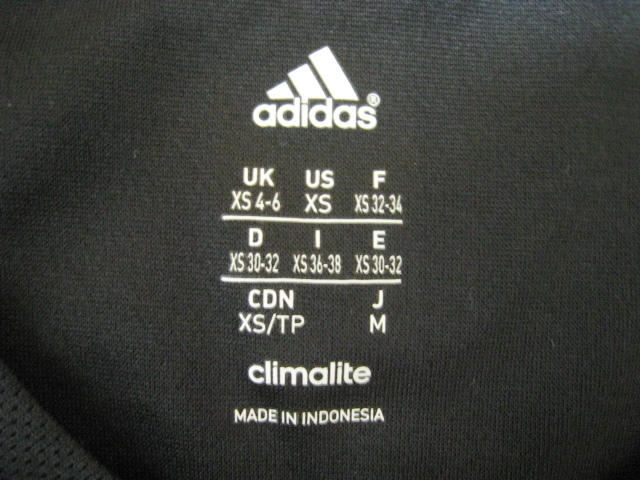 adidas®
UK US F
XS 4-6 XS XS 32-34
D I E
XS 30-32 XS 36-38 XS 30-32
CDN J
XS/TP M
climalite
MADE IN INDONESIA